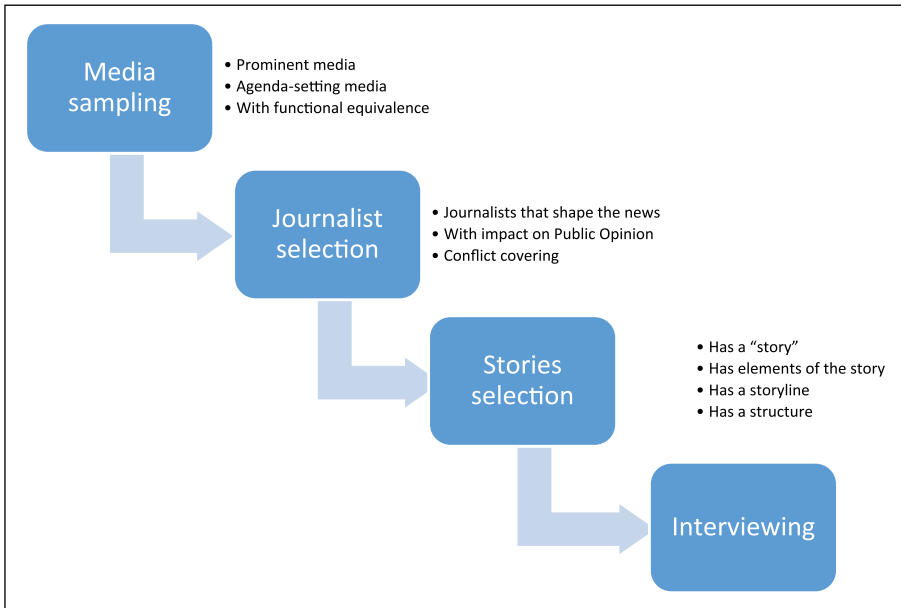 Media
sampling
• Prominent media
• Agenda-setting media
• With functional equivalence
Journalist
selection
• Journalists that shape the news
• With impact on Public Opinion
• Conflict covering
Stories
selection
• Has a “story”
• Has elements of the story
• Has a storyline
• Has a structure
Interviewing